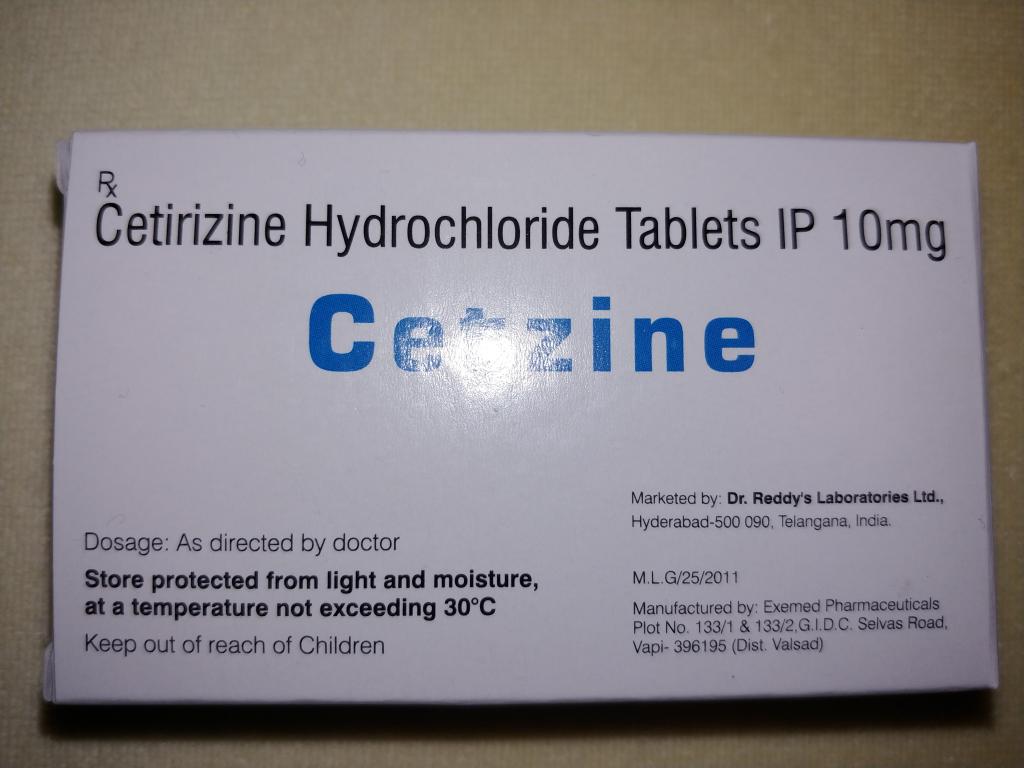 Rx
Cetirizine Hydrochloride Tablets IP 10mg
Cetzine
Marketed by: Dr. Reddy's Laboratories Ltd.,
Hyderabad-500 090, Telangana, India.
Dosage: As directed by doctor
Store protected from light and moisture,
at a temperature not exceeding 30°C
Keep out of reach of Children
M.L.G/25/2011
Manufactured by: Exemed Pharmaceuticals
Plot No. 133/1 & 133/2,G.I.D.C. Selvas Road,
Vapi- 396195 (Dist. Valsad)